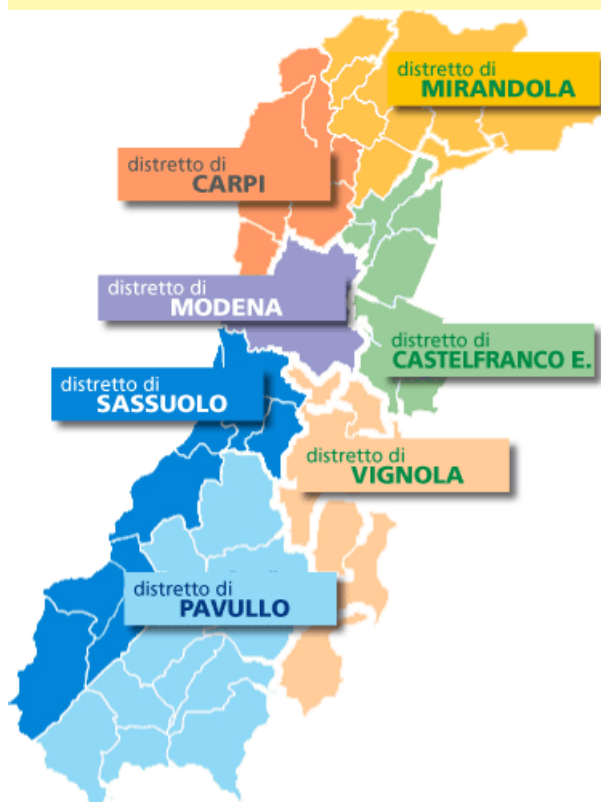 distretto di
MIRANDOLA
distretto di
CARPI
distretto di
MODENA
distretto di
CASTELFRANCO E.
distretto di
SASSUOLO
distretto di
VIGNOLA
distretto di
PAVULLO